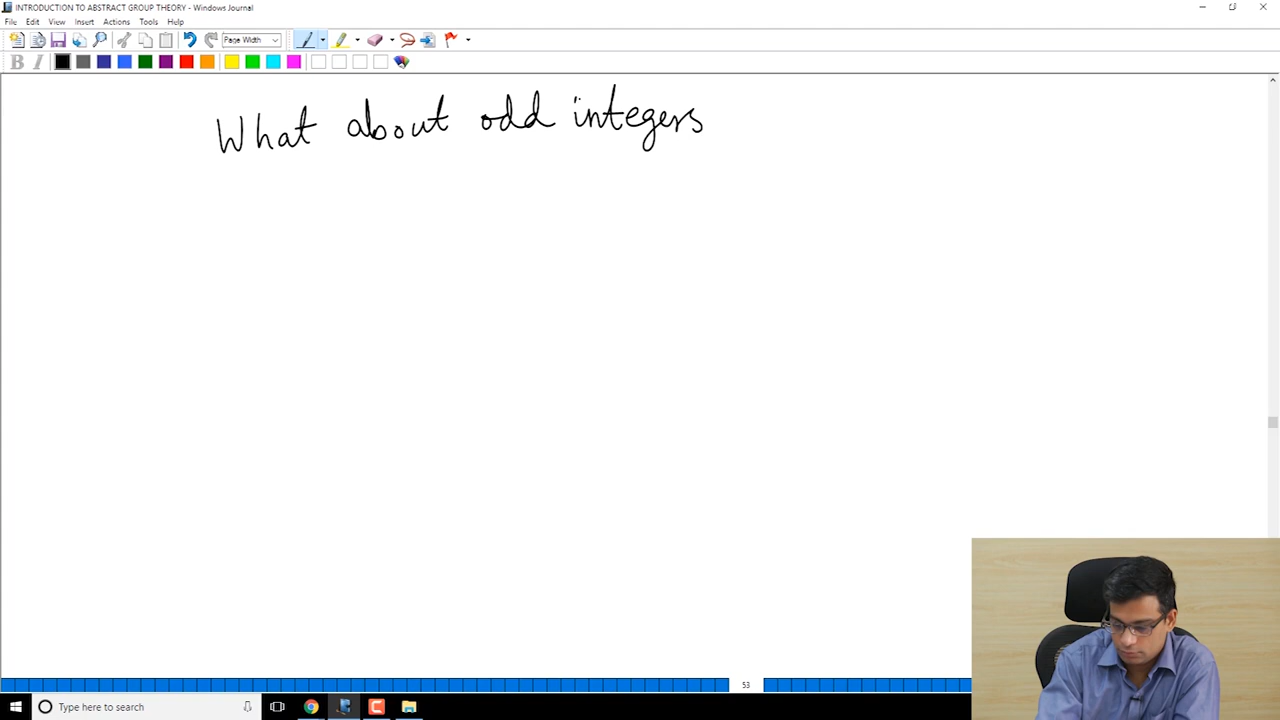 INTRODUCTION TO ABSTRACT GROUP THEORY - Windows Journal
File Edit View Insert Actions Tools Help
Page Width
B I
What about odd integers
53
Type here to search